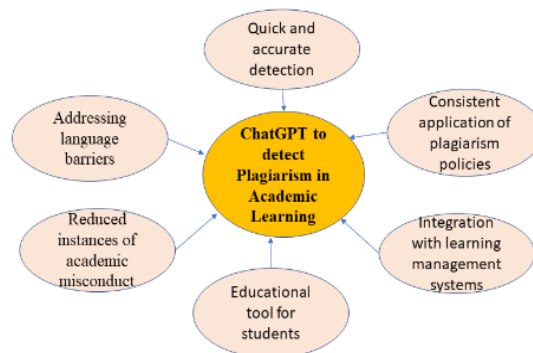 Quick and
accurate
detection
Addressing
language
barriers
ChatGPT to
detect
Plagiarism in
Academic
Learning
Consistent
application of
plagiarism
policies
Reduced
instances of
academic
misconduct
Integration
with learning
management
systems
Educational
tool for
students